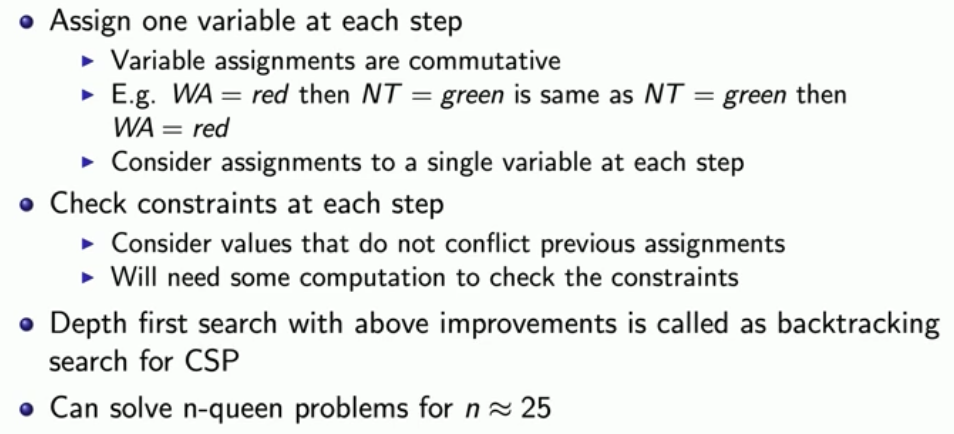 Assign one variable at each step
Variable assignments are commutative
E.g. WA = red then NT = green is same as NT = green then
WA = red
Consider assignments to a single variable at each step
Check constraints at each step
Consider values that do not conflict previous assignments
Will need some computation to check the constraints
Depth first search with above improvements is called as backtracking
search for CSP
Can solve n-queen problems for n ≈ 25